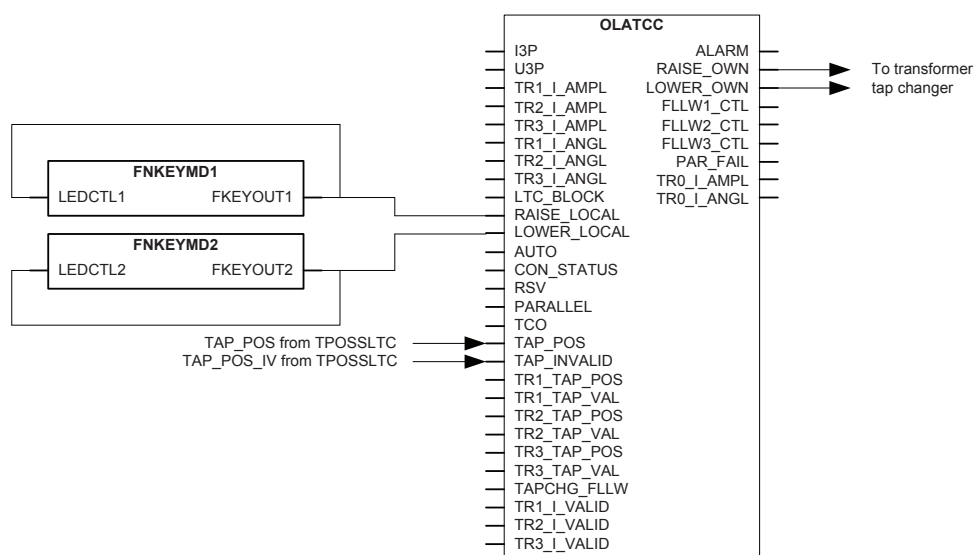 OLATCC
I3P
U3P
TR1_I_AMPL
TR2_I_AMPL
TR3_I_AMPL
TR1_I_ANGL
TR2_I_ANGL
TR3_I_ANGL
LTC_BLOCK
RAISE_LOCAL
LOWER_LOCAL
AUTO
CON_STATUS
RSV
PARALLEL
TCO
TAP_POS
TAP_INVALID
TR1_TAP_POS
TR1_TAP_VAL
TR2_TAP_POS
TR2_TAP_VAL
TR3_TAP_POS
TR3_TAP_VAL
TAPCHG_FLLW
TR1_I_VALID
TR2_I_VALID
TR3_I_VALID
ALARM
RAISE_OWN
LOWER_OWN
FLLW1_CTL
FLLW2_CTL
FLLW3_CTL
PAR_FAIL
TR0_I_AMPL
TR0_I_ANGL
To transformer
tap changer
FNKEYMD1
LEDCTL1 FKEYOUT1
FNKEYMD2
LEDCTL2 FKEYOUT2
TAP_POS from TPOSSLTC
TAP_POS_IV from TPOSSLTC